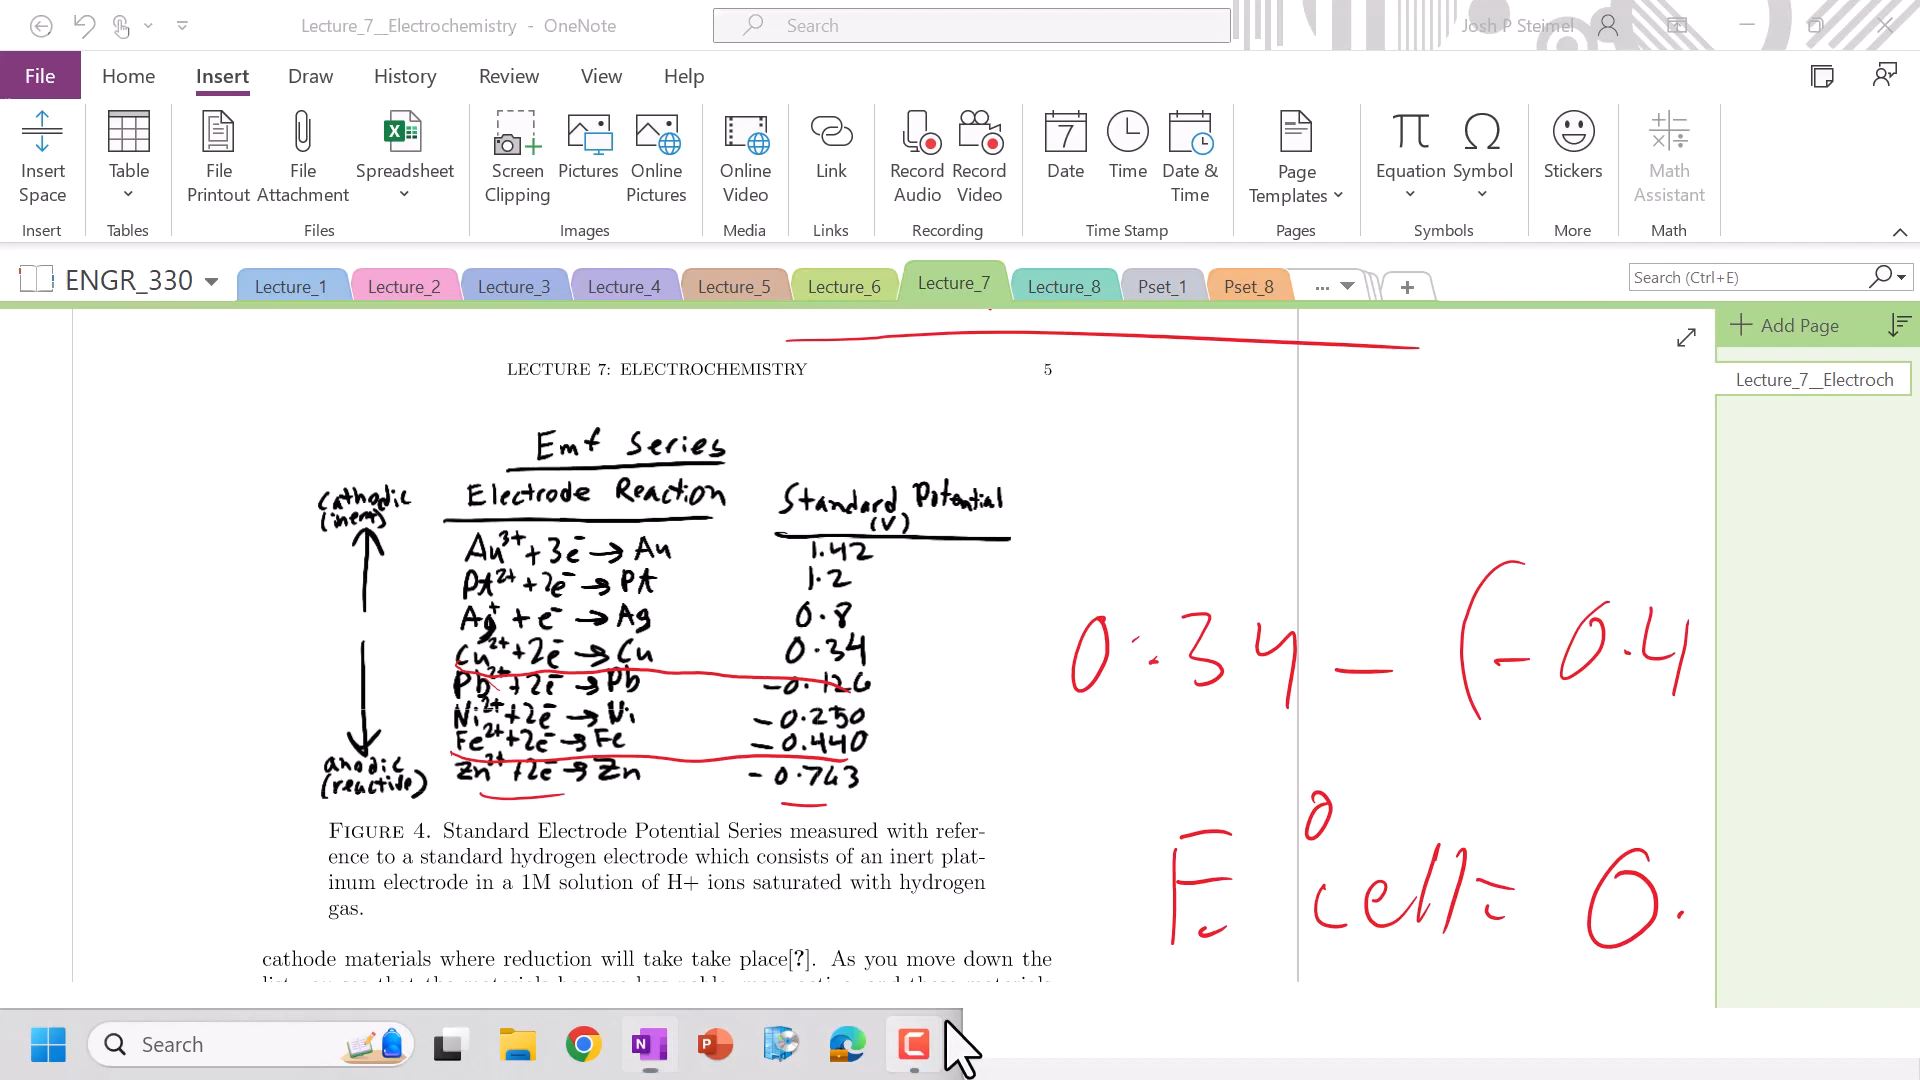 Lecture_7__Electrochemistry - OneNote
Search
Josh P Steimel
File Home Insert Draw History Review View Help
Insert Space
Table
File Printout
File Attachment
Spreadsheet
Screen Clipping
Pictures
Online Pictures
Online Video
Link
Record Audio
Record Video
Date
Time
Date & Time
Page Templates
Equation
Symbol
Stickers
Math Assistant
Insert Tables Files Images Media Links Recording Time Stamp Pages Symbols More Math
ENGR_330 Lecture_1 Lecture_2 Lecture_3 Lecture_4 Lecture_5 Lecture_6 Lecture_7 Lecture_8 Pset_1 Pset_8 ... +
Search (Ctrl+E)
Add Page
Lecture_7__Electroch
LECTURE 7: ELECTROCHEMISTRY 5
Emf Series
cathodic (inert)
Electrode Reaction Standard Potential (V)
Au³⁺ + 3e⁻ → Au 1.42
Pt²⁺ + 2e⁻ → Pt 1.2
Ag⁺ + e⁻ → Ag 0.8
Cu²⁺ + 2e⁻ → Cu 0.34
Pb²⁺ + 2e⁻ → Pb -0.126
Ni²⁺ + 2e⁻ → Ni -0.250
Fe²⁺ + 2e⁻ → Fe -0.440
Zn²⁺ + 2e⁻ → Zn -0.763
anodic (reactive)
0.34 - (-0.4
E⁰ cell = 0.
FIGURE 4. Standard Electrode Potential Series measured with refer-
ence to a standard hydrogen electrode which consists of an inert plat-
inum electrode in a 1M solution of H+ ions saturated with hydrogen
gas.
cathode materials where reduction will take take place[?]. As you move down the
Search